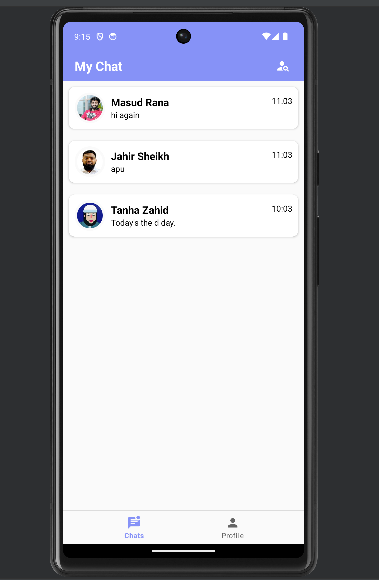 9:15
My Chat
Masud Rana 11.03
hi again
Jahir Sheikh 11.03
apu
Tanha Zahid 10:03
Today's the d day.
Chats Profile